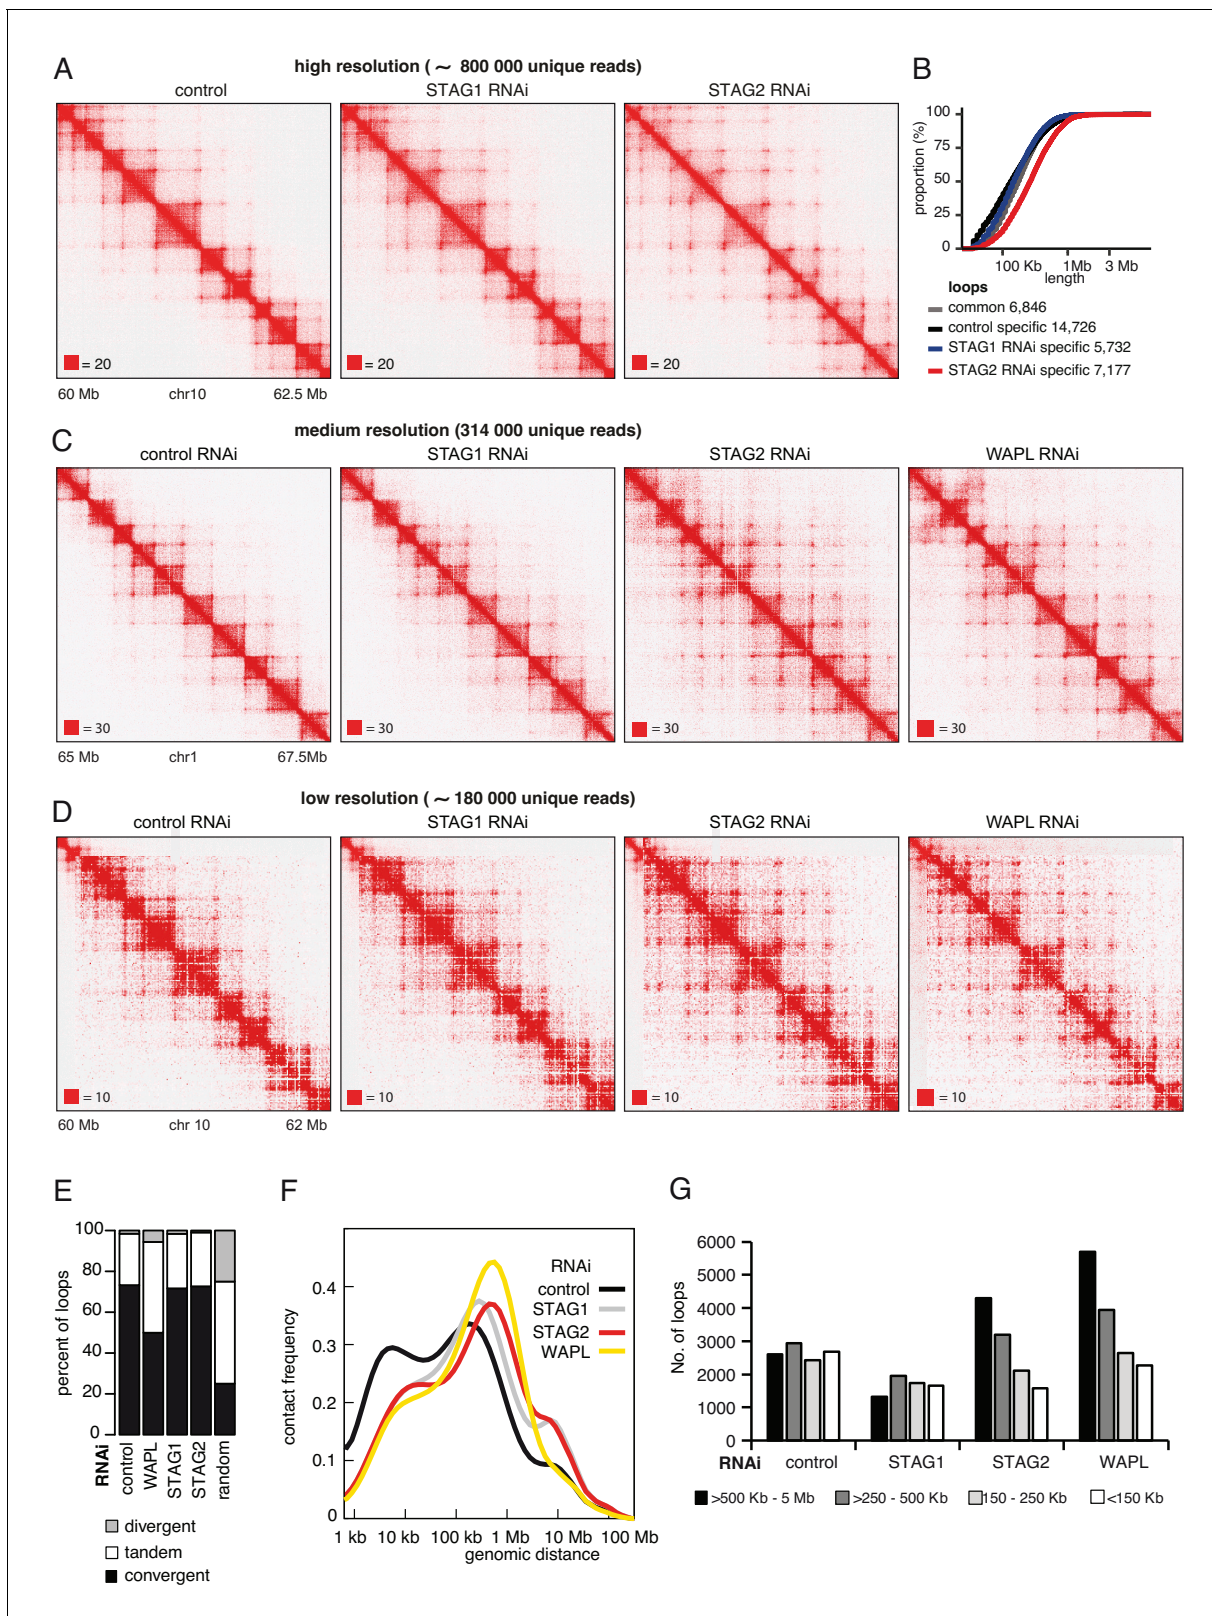 A
high resolution ( ~ 800 000 unique reads)
control
STAG1 RNAi
STAG2 RNAi
= 20
= 20
= 20
60 Mb
chr10
62.5 Mb
B
proportion (%)
100
75
50
25
0
100 Kb
1Mb
3 Mb
length
loops
common 6,846
control specific 14,726
STAG1 RNAi specific 5,732
STAG2 RNAi specific 7,177
C
medium resolution (314 000 unique reads)
control RNAi
STAG1 RNAi
STAG2 RNAi
WAPL RNAi
= 30
= 30
= 30
= 30
65 Mb
chr1
67.5Mb
D
low resolution ( ~ 180 000 unique reads)
control RNAi
STAG1 RNAi
STAG2 RNAi
WAPL RNAi
= 10
= 10
= 10
= 10
60 Mb
chr 10
62 Mb
E
percent of loops
100
80
60
40
20
0
RNAi
control
WAPL
STAG1
STAG2
random
divergent
tandem
convergent
F
contact frequency
0.4
0.3
0.2
0.1
0
RNAi
control
STAG1
STAG2
WAPL
1 kb
10 kb
100 kb
1 Mb
10 Mb
100 Mb
genomic distance
G
No. of loops
6000
5000
4000
3000
2000
1000
0
RNAi
control
STAG1
STAG2
WAPL
>500 Kb - 5 Mb
>250 - 500 Kb
150 - 250 Kb
<150 Kb